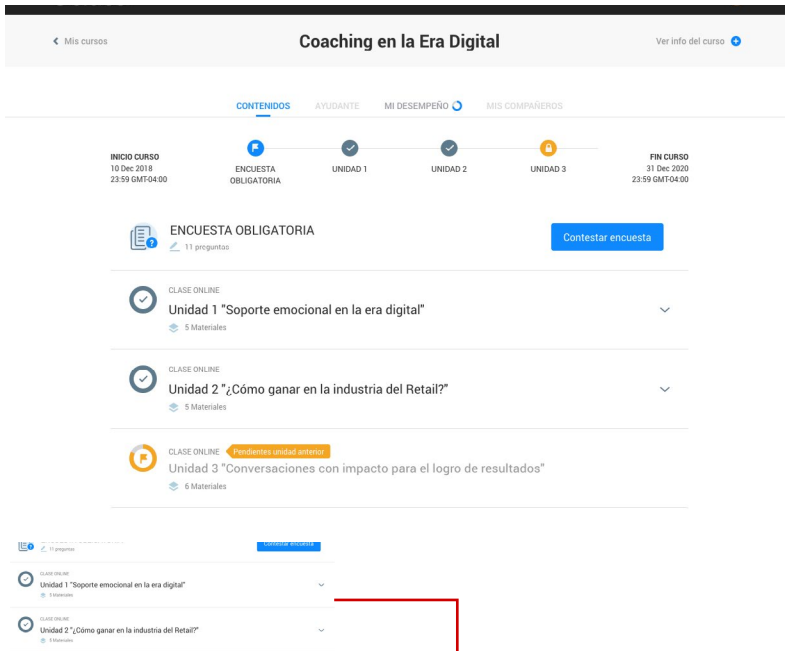 Mis cursos
Coaching en la Era Digital
Ver info del curso
CONTENIDOS
AYUDANTE
MI DESEMPEÑO
MIS COMPAÑEROS
INICIO CURSO
10 Dec 2018
23:59 GMT-04:00
ENCUESTA
OBLIGATORIA
UNIDAD 1
UNIDAD 2
UNIDAD 3
FIN CURSO
31 Dec 2020
23:59 GMT-04:00
ENCUESTA OBLIGATORIA
11 preguntas
Contestar encuesta
CLASE ONLINE
Unidad 1 "Soporte emocional en la era digital"
5 Materiales
CLASE ONLINE
Unidad 2 "¿Cómo ganar en la industria del Retail?"
5 Materiales
CLASE ONLINE
Pendientes unidad anterior
Unidad 3 "Conversaciones con impacto para el logro de resultados"
6 Materiales
11 preguntas
Contestar encuesta
CLASE ONLINE
Unidad 1 "Soporte emocional en la era digital"
5 Materiales
CLASE ONLINE
Unidad 2 "¿Cómo ganar en la industria del Retail?"
5 Materiales